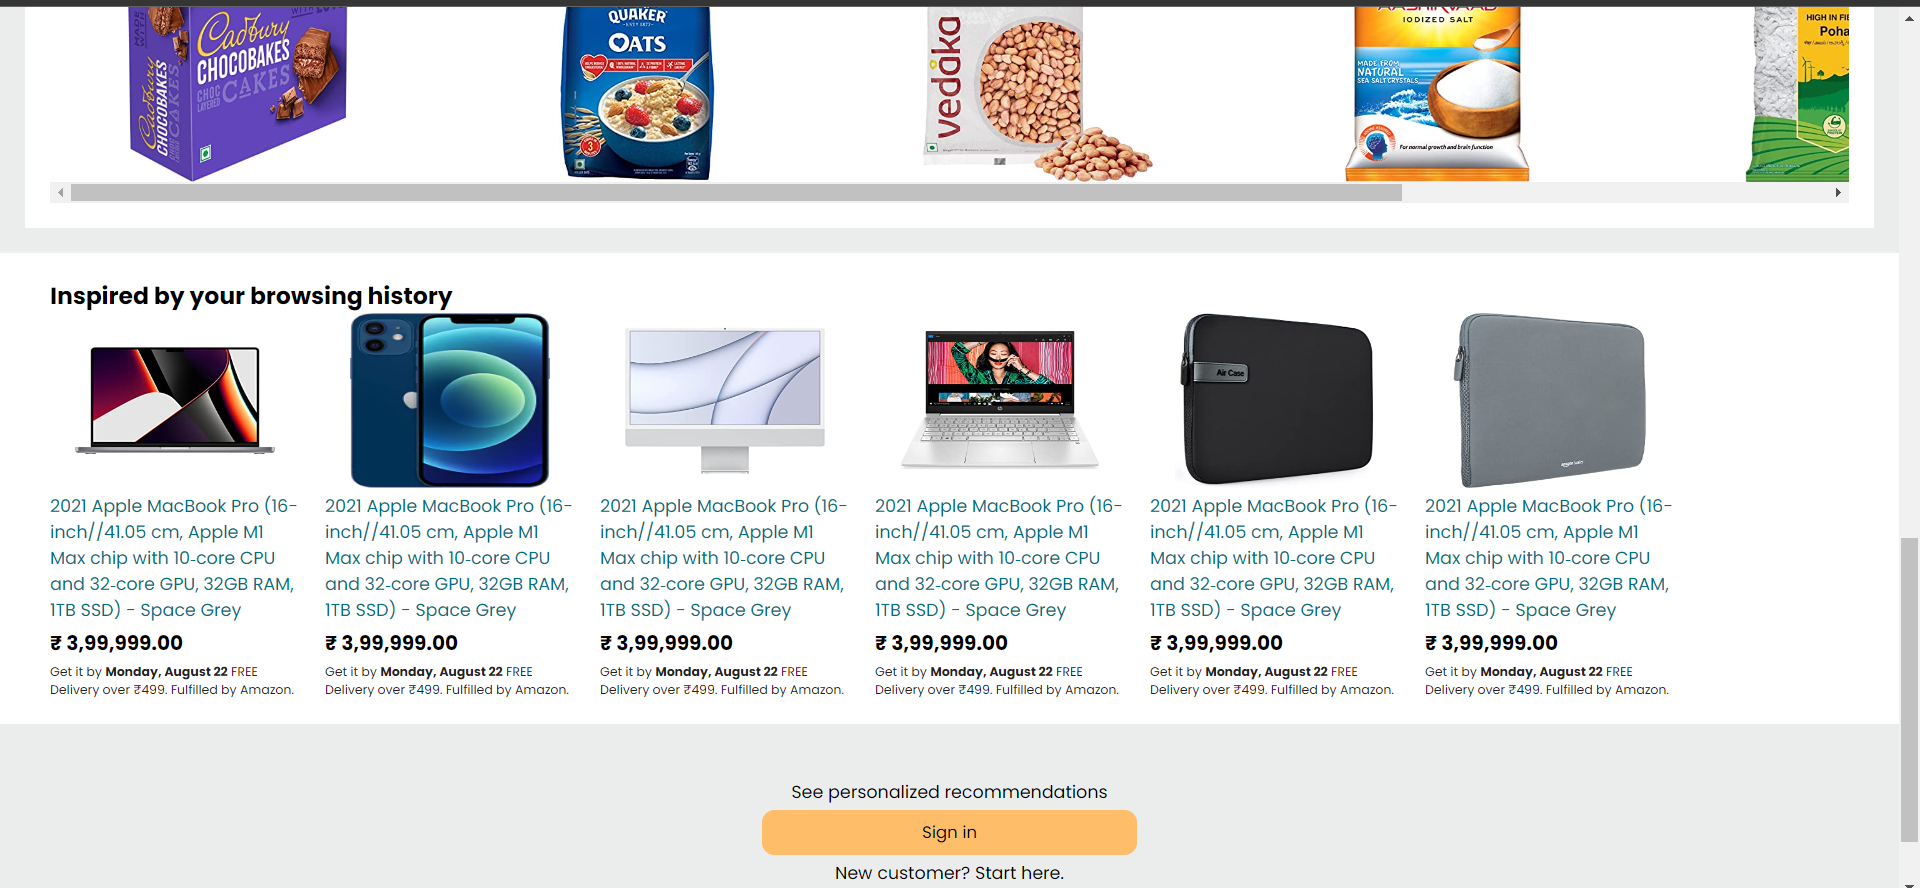 Cadbury
CHOCOBAKES
CHOC
LAYERED CAKES
CHOCOBAKES
CAKES
QUAKER
OATS
3
vedaka
AASHIRVAAD
IODIZED SALT
MADE FROM
NATURAL
SEA SALT CRYSTALS
For normal growth and brain function
HIGH IN FI
Poha
Inspired by your browsing history
Air Case
2021 Apple MacBook Pro (16-
inch//41.05 cm, Apple M1
Max chip with 10-core CPU
and 32-core GPU, 32GB RAM,
1TB SSD) - Space Grey
₹ 3,99,999.00
Get it by Monday, August 22 FREE
Delivery over ₹499. Fulfilled by Amazon.
2021 Apple MacBook Pro (16-
inch//41.05 cm, Apple M1
Max chip with 10-core CPU
and 32-core GPU, 32GB RAM,
1TB SSD) - Space Grey
₹ 3,99,999.00
Get it by Monday, August 22 FREE
Delivery over ₹499. Fulfilled by Amazon.
2021 Apple MacBook Pro (16-
inch//41.05 cm, Apple M1
Max chip with 10-core CPU
and 32-core GPU, 32GB RAM,
1TB SSD) - Space Grey
₹ 3,99,999.00
Get it by Monday, August 22 FREE
Delivery over ₹499. Fulfilled by Amazon.
2021 Apple MacBook Pro (16-
inch//41.05 cm, Apple M1
Max chip with 10-core CPU
and 32-core GPU, 32GB RAM,
1TB SSD) - Space Grey
₹ 3,99,999.00
Get it by Monday, August 22 FREE
Delivery over ₹499. Fulfilled by Amazon.
2021 Apple MacBook Pro (16-
inch//41.05 cm, Apple M1
Max chip with 10-core CPU
and 32-core GPU, 32GB RAM,
1TB SSD) - Space Grey
₹ 3,99,999.00
Get it by Monday, August 22 FREE
Delivery over ₹499. Fulfilled by Amazon.
2021 Apple MacBook Pro (16-
inch//41.05 cm, Apple M1
Max chip with 10-core CPU
and 32-core GPU, 32GB RAM,
1TB SSD) - Space Grey
₹ 3,99,999.00
Get it by Monday, August 22 FREE
Delivery over ₹499. Fulfilled by Amazon.
See personalized recommendations
Sign in
New customer? Start here.